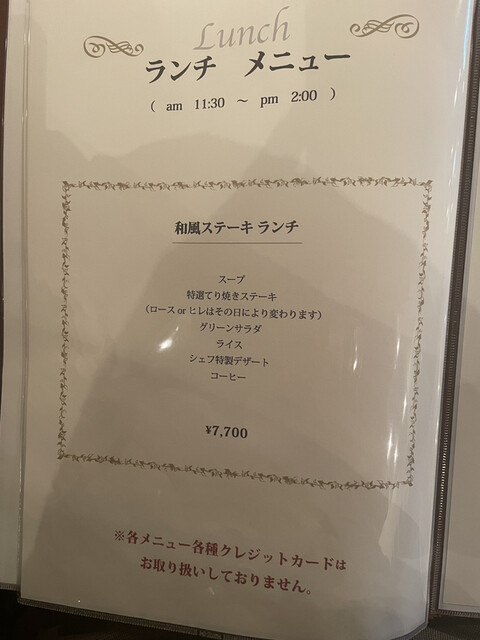 Lunch
ランチ　メニュー
（ am 11:30 ～ pm 2:00 ）
和風ステーキ ランチ
スープ
特選てり焼きステーキ
（ロース or ヒレはその日により変わります）
グリーンサラダ
ライス
シェフ特製デザート
コーヒー
¥7,700
※各メニュー各種クレジットカードは
お取り扱いしておりません。